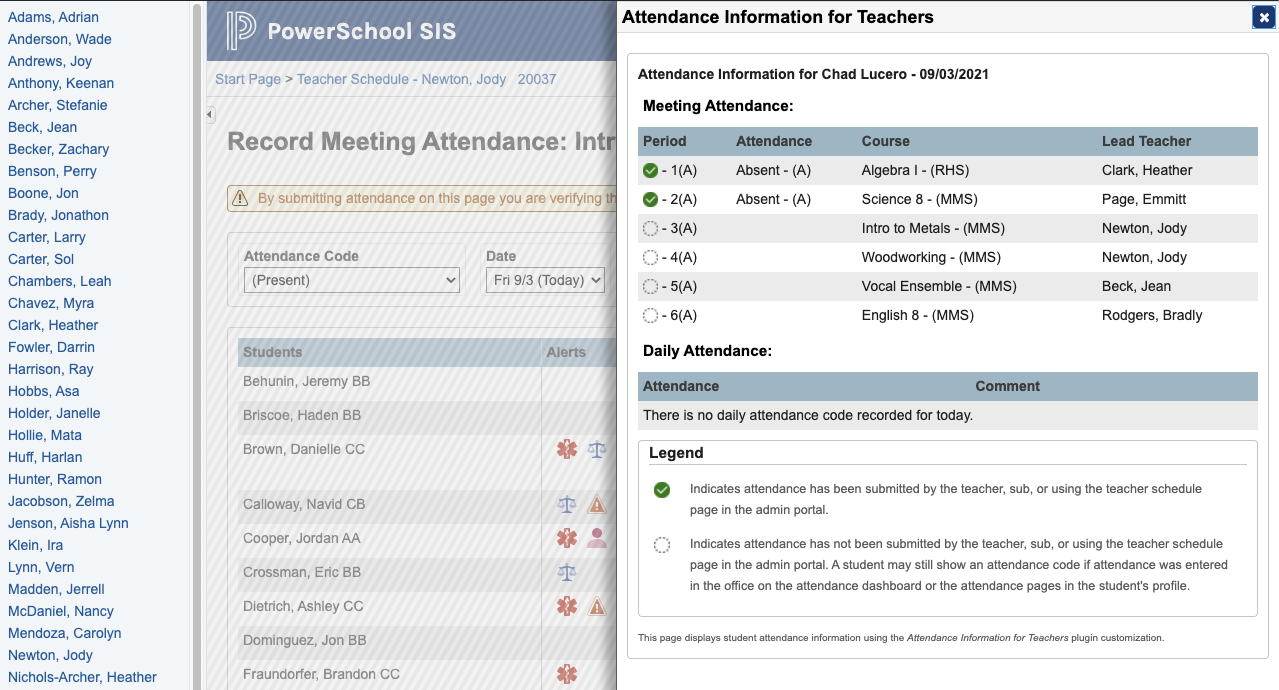 Adams, Adrian
Anderson, Wade
Andrews, Joy
Anthony, Keenan
Archer, Stefanie
Beck, Jean
Becker, Zachary
Benson, Perry
Boone, Jon
Brady, Jonathon
Carter, Larry
Carter, Sol
Chambers, Leah
Chavez, Myra
Clark, Heather
Fowler, Darrin
Harrison, Ray
Hobbs, Asa
Holder, Janelle
Hollie, Mata
Huff, Harlan
Hunter, Ramon
Jacobson, Zelma
Jenson, Aisha Lynn
Klein, Ira
Lynn, Vern
Madden, Jerrell
McDaniel, Nancy
Mendoza, Carolyn
Newton, Jody
Nichols-Archer, Heather
PowerSchool SIS
Start Page > Teacher Schedule - Newton, Jody 20037
Record Meeting Attendance: Intr
By submitting attendance on this page you are verifying th
Attendance Code Date
(Present) Fri 9/3 (Today)
Students Alerts
Behunin, Jeremy BB
Briscoe, Haden BB
Brown, Danielle CC
Calloway, Navid CB
Cooper, Jordan AA
Crossman, Eric BB
Dietrich, Ashley CC
Dominguez, Jon BB
Fraundorfer, Brandon CC
Attendance Information for Teachers
Attendance Information for Chad Lucero - 09/03/2021
Meeting Attendance:
Period Attendance Course Lead Teacher
- 1(A) Absent - (A) Algebra I - (RHS) Clark, Heather
- 2(A) Absent - (A) Science 8 - (MMS) Page, Emmitt
- 3(A) Intro to Metals - (MMS) Newton, Jody
- 4(A) Woodworking - (MMS) Newton, Jody
- 5(A) Vocal Ensemble - (MMS) Beck, Jean
- 6(A) English 8 - (MMS) Rodgers, Bradly
Daily Attendance:
Attendance Comment
There is no daily attendance code recorded for today.
Legend
Indicates attendance has been submitted by the teacher, sub, or using the teacher schedule
page in the admin portal.
Indicates attendance has not been submitted by the teacher, sub, or using the teacher schedule
page in the admin portal. A student may still show an attendance code if attendance was entered
in the office on the attendance dashboard or the attendance pages in the student's profile.
This page displays student attendance information using the Attendance Information for Teachers plugin customization.